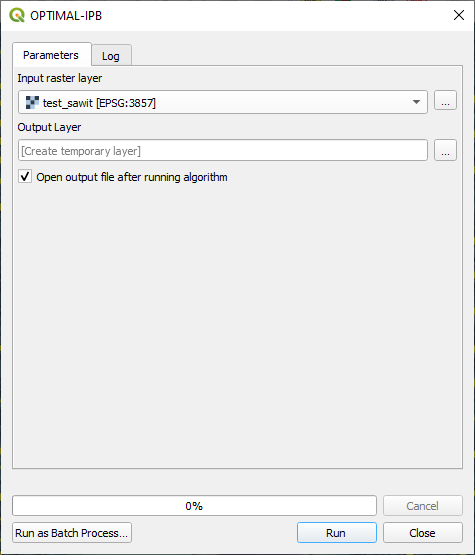 OPTIMAL-IPB
Parameters
Log
Input raster layer
test_sawit [EPSG:3857]
...
Output Layer
[Create temporary layer]
...
Open output file after running algorithm
0%
Cancel
Run as Batch Process...
Run
Close